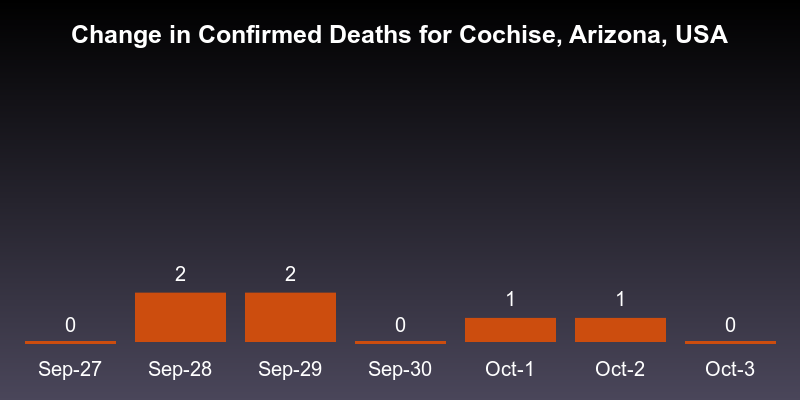 Change in Confirmed Deaths for Cochise, Arizona, USA
2 2
1 1
0 0 0
Sep-27 Sep-28 Sep-29 Sep-30 Oct-1 Oct-2 Oct-3